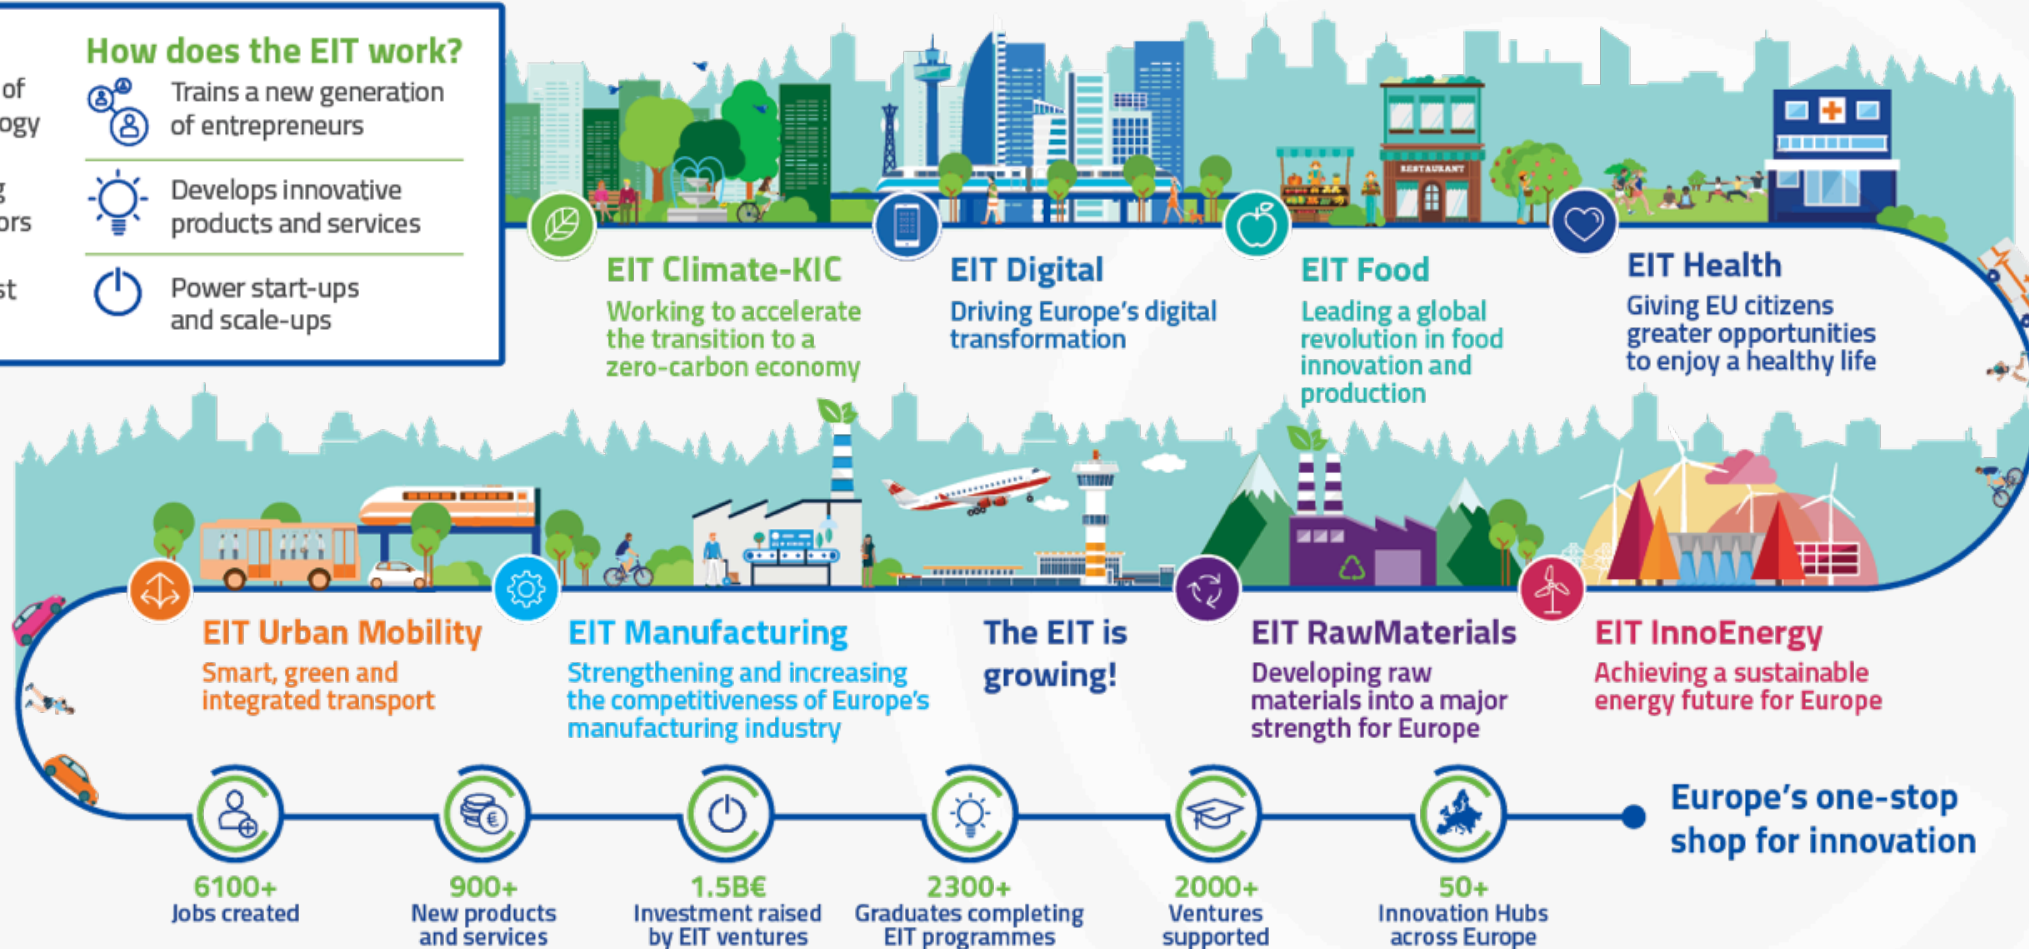 of
ogy
g
ors
st
How does the EIT work?
Trains a new generation
of entrepreneurs
Develops innovative
products and services
Power start-ups
and scale-ups
RESTAURANT
EIT Climate-KIC
Working to accelerate
the transition to a
zero-carbon economy
EIT Digital
Driving Europe's digital
transformation
EIT Food
Leading a global
revolution in food
innovation and
production
EIT Health
Giving EU citizens
greater opportunities
to enjoy a healthy life
EIT Urban Mobility
Smart, green and
integrated transport
EIT Manufacturing
Strengthening and increasing
the competitiveness of Europe's
manufacturing industry
The EIT is
growing!
EIT RawMaterials
Developing raw
materials into a major
strength for Europe
EIT InnoEnergy
Achieving a sustainable
energy future for Europe
6100+
Jobs created
900+
New products
and services
1.5B€
Investment raised
by EIT ventures
2300+
Graduates completing
EIT programmes
2000+
Ventures
supported
50+
Innovation Hubs
across Europe
Europe's one-stop
shop for innovation